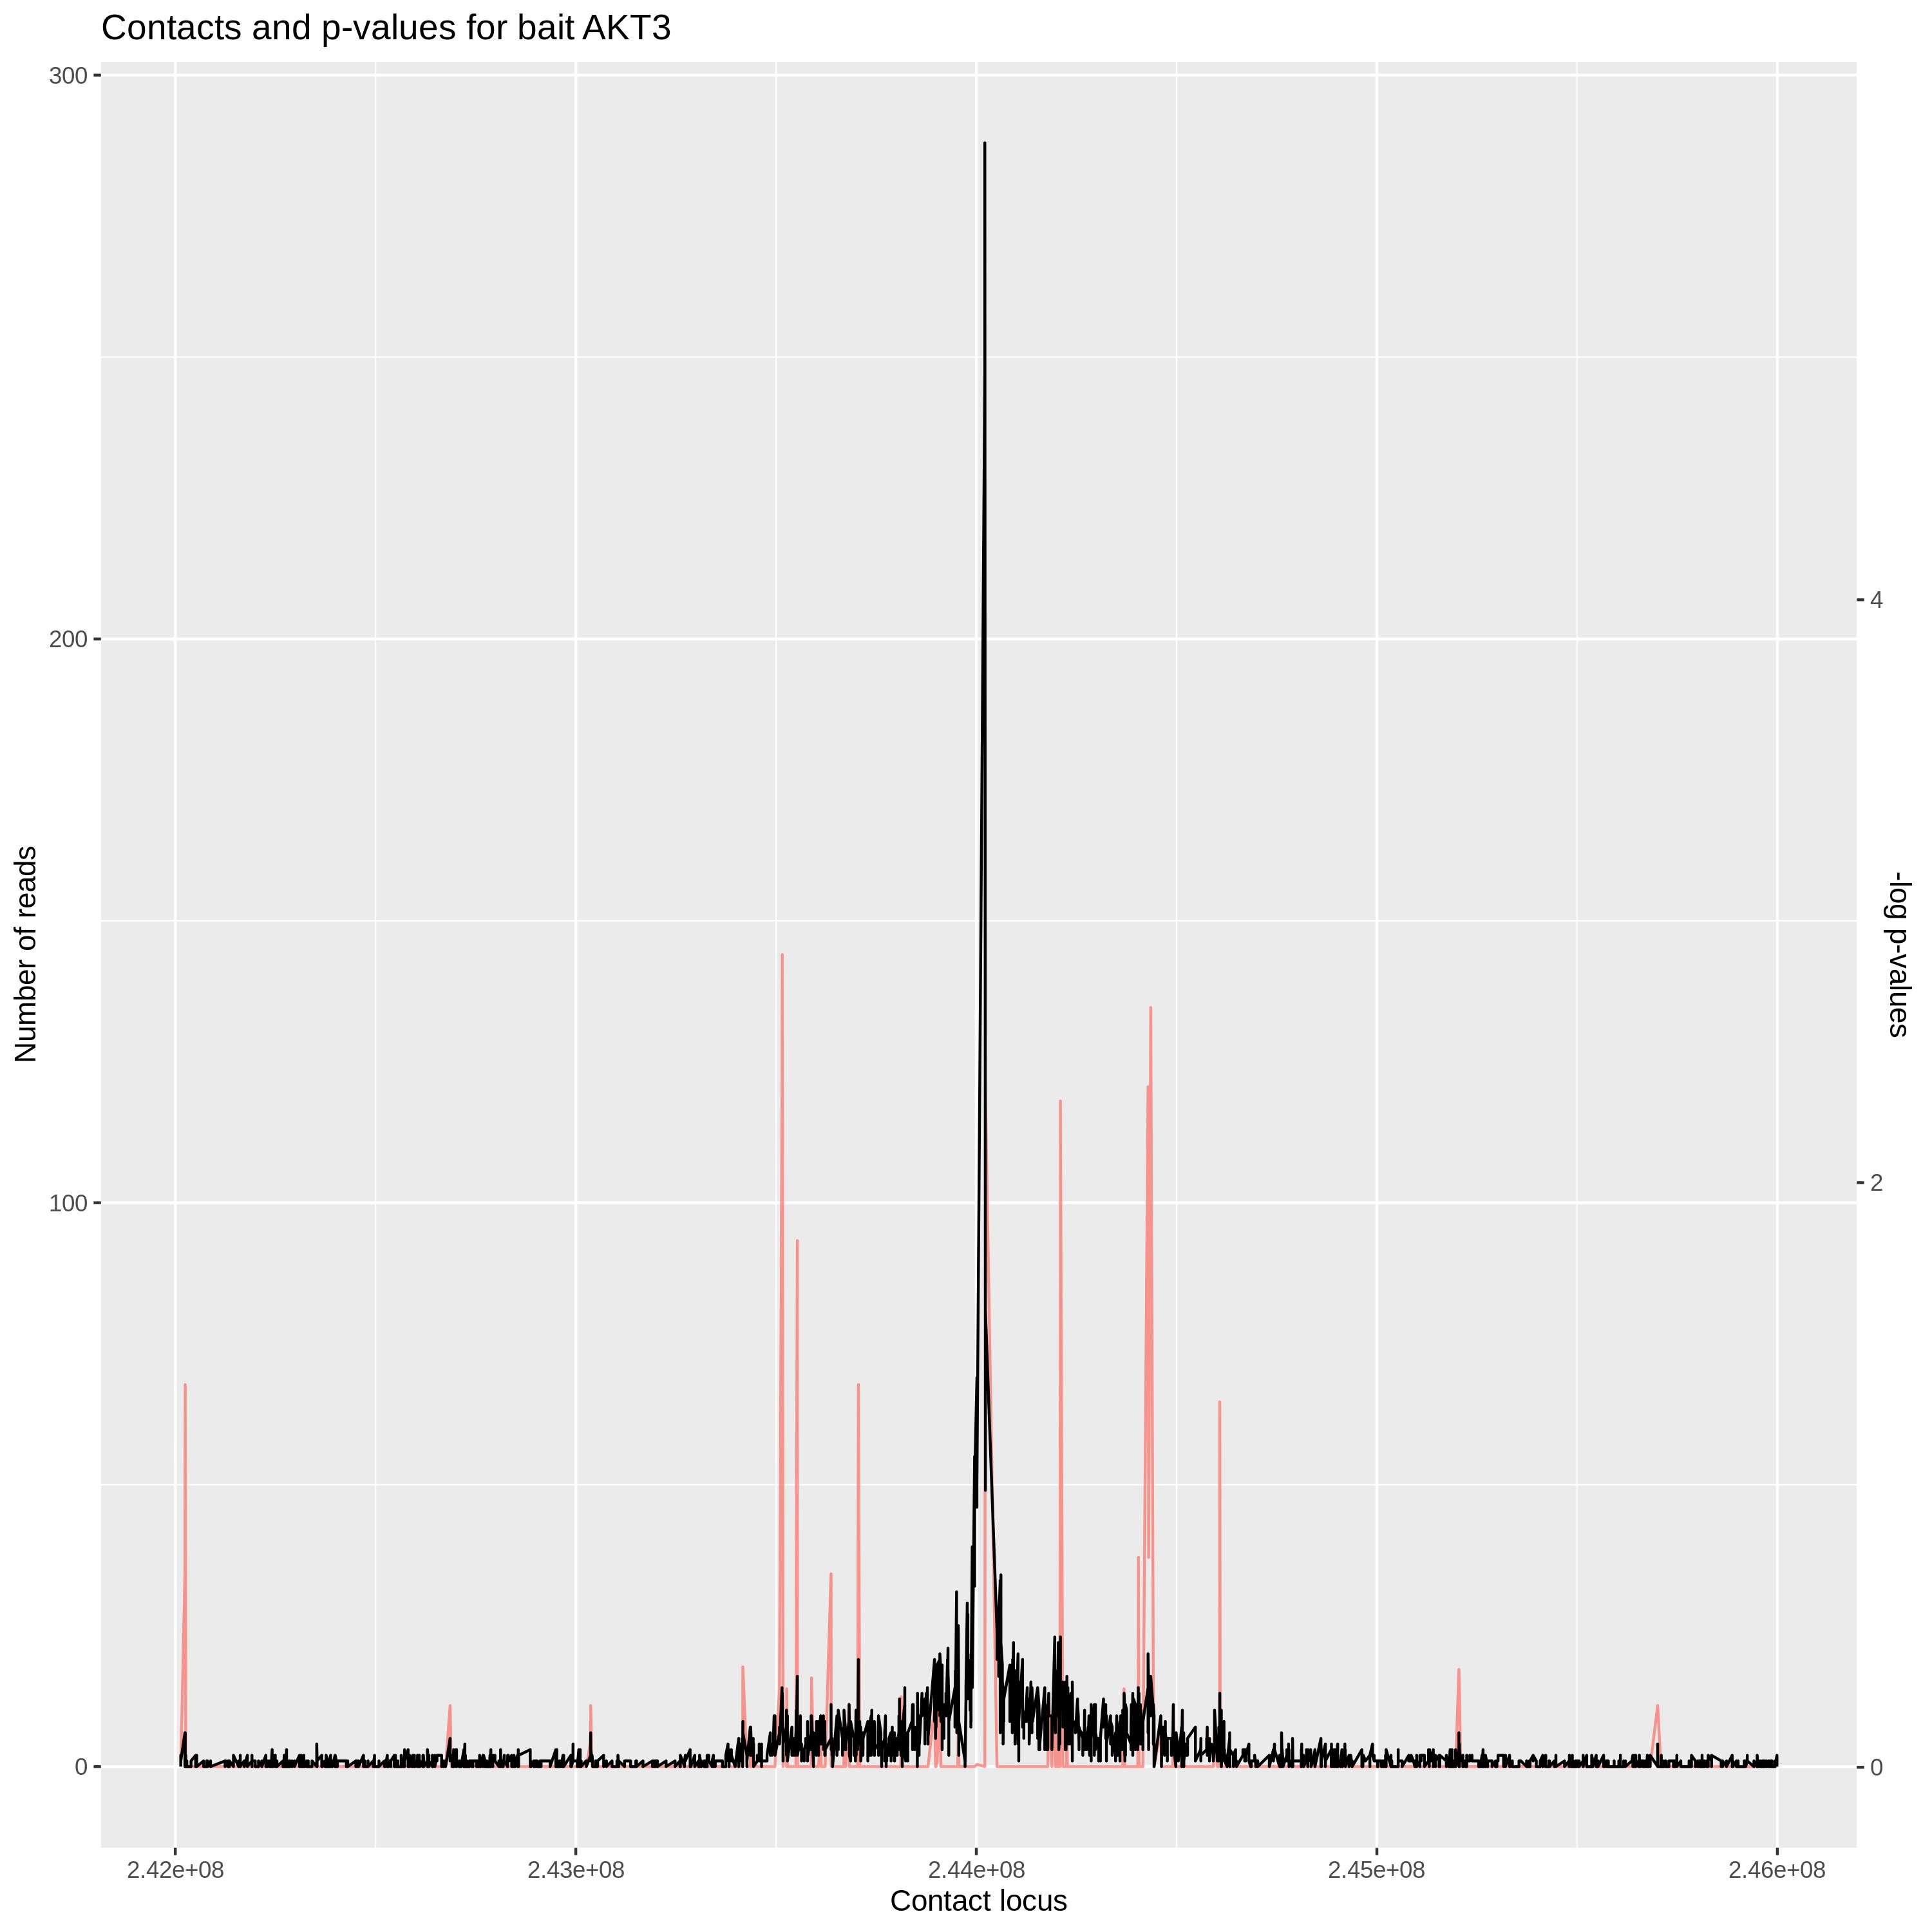 Contacts and p-values for bait AKT3
300
200
100
0
Number of reads
4
2
0
-log p-values
2.42e+08
2.43e+08
2.44e+08
2.45e+08
2.46e+08
Contact locus